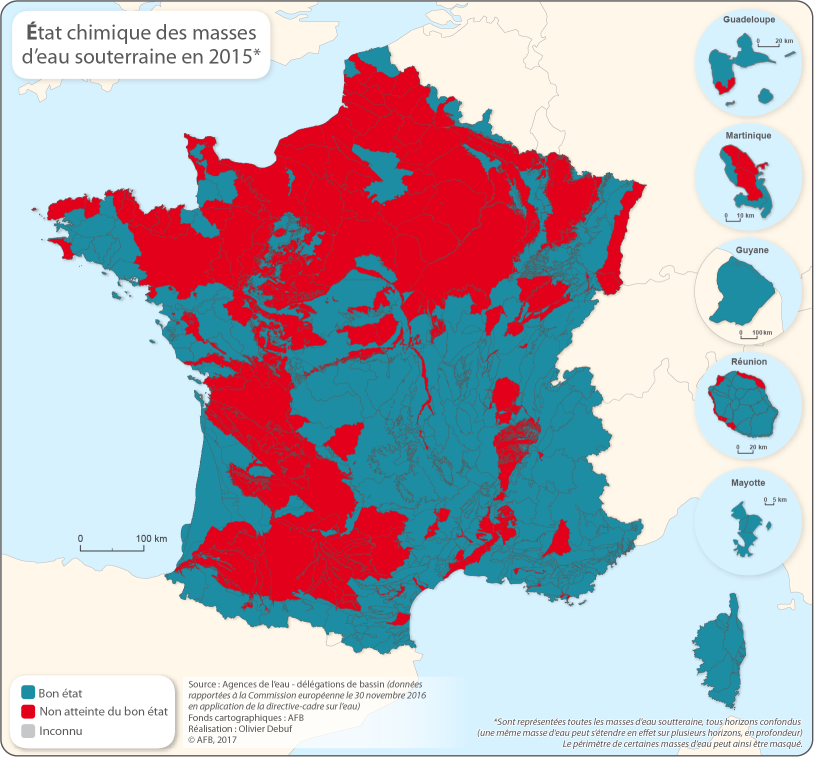 État chimique des masses
d'eau souterraine en 2015*
Guadeloupe
0 20 km
Martinique
0 10 km
Guyane
0 100 km
Réunion
0 20 km
Mayotte
0 5 km
0 100 km
Bon état
Non atteinte du bon état
Inconnu
Source : Agences de l'eau - délégations de bassin (données
rapportées à la Commission européenne le 30 novembre 2016
en application de la directive-cadre sur l'eau)
Fonds cartographiques : AFB
Réalisation : Olivier Debuf
© AFB, 2017
*Sont représentées toutes les masses d'eau soutteraine, tous horizons confondus
(une même masse d'eau peut s'étendre en effet sur plusieurs horizons, en profondeur)
Le périmètre de certaines masses d'eau peut ainsi être masqué.